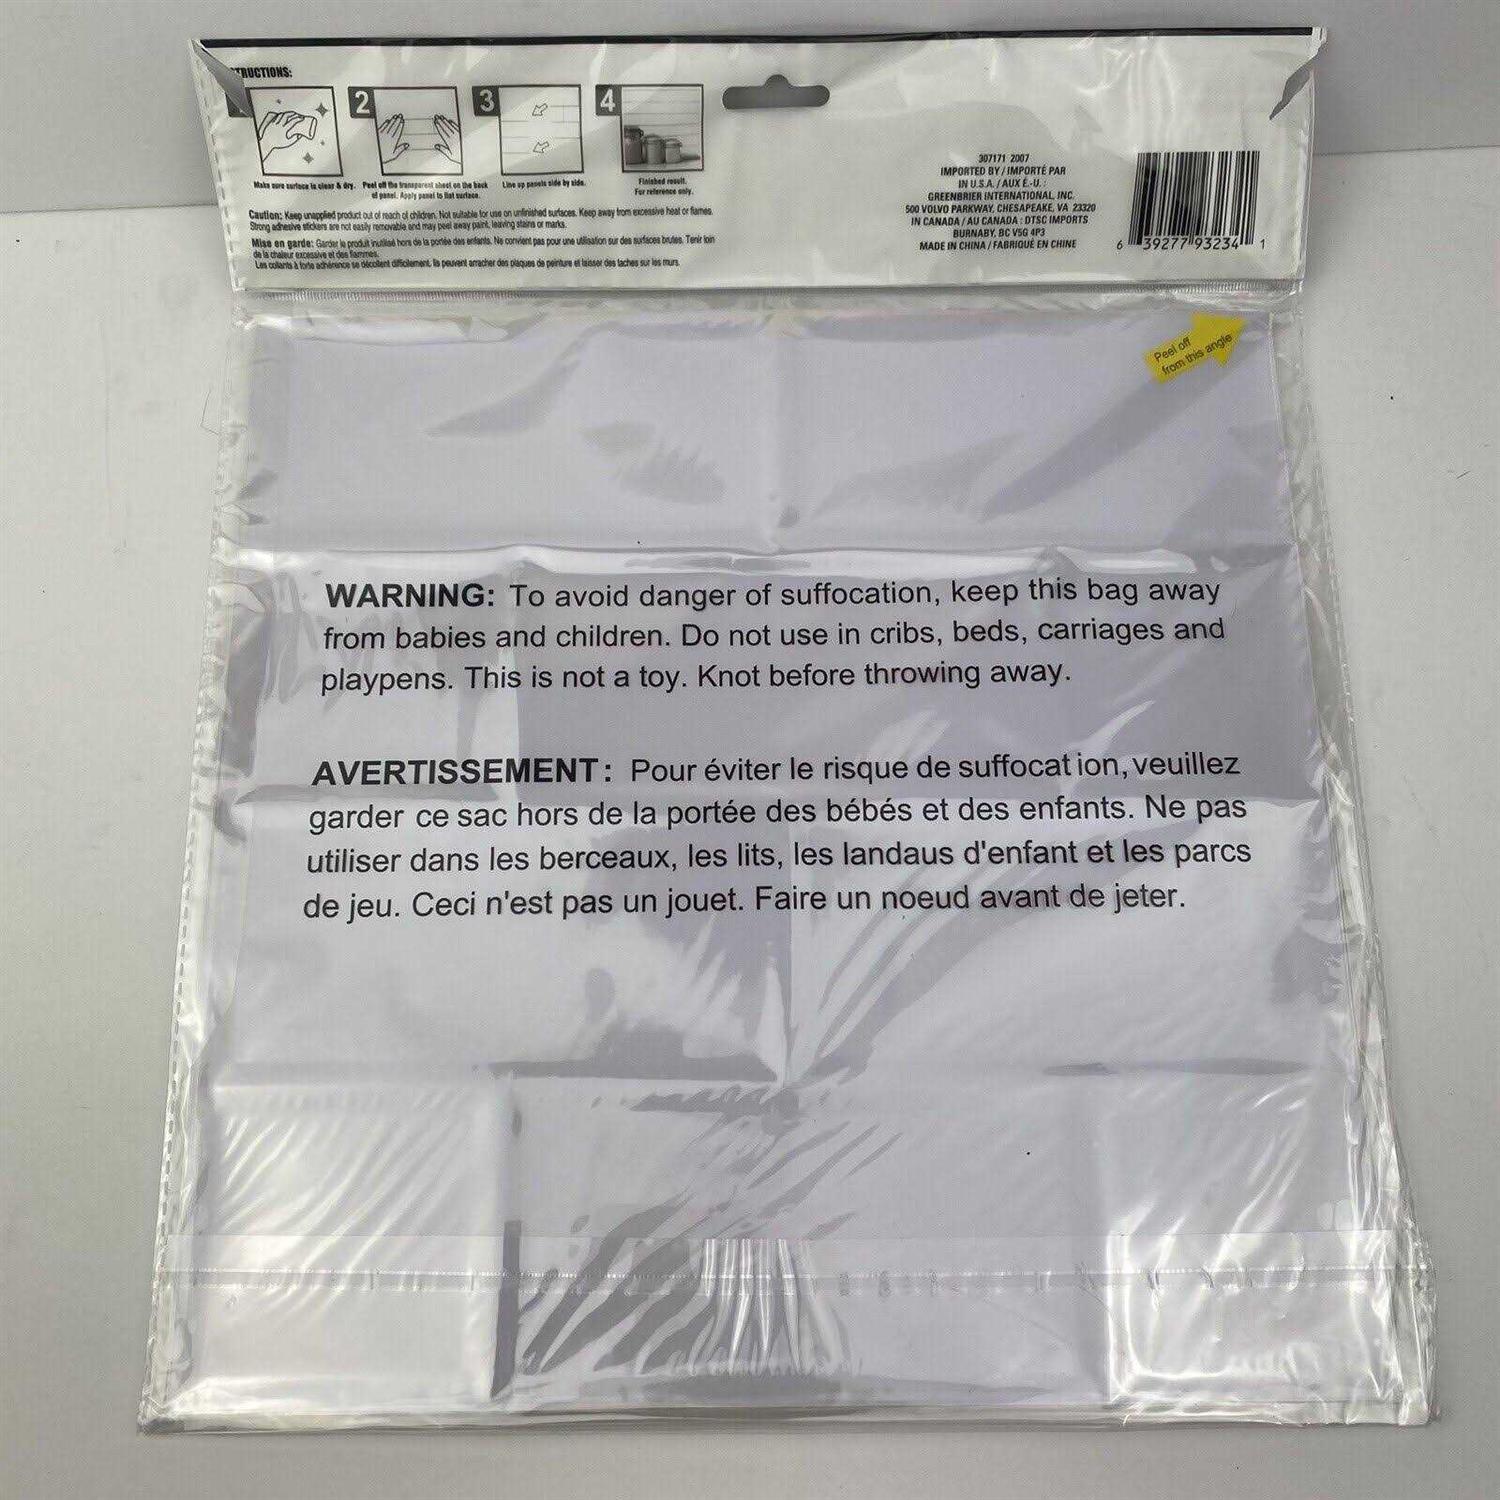 TRUCTIONS:
2
3
4
Make sure surface is clear & dry.
Peel off the transparent sheet on the back
of panel. Apply panel to flat surface.
Line up panels side by side.
Finished result.
For reference only.
Caution: Keep unapplied product out of reach of children. Not suitable for use on unfinished surfaces. Keep away from excessive heat or flames.
Strong adhesive stickers are not easily removable and may peel away paint, leaving stains or marks.
Mise en garde: Garder le produit inutilisé hors de la portée des enfants. Ne convient pas pour une utilisation sur des surfaces brutes. Tenir loin
de la chaleur excessive et des flammes.
Les collants à forte adhérence se décollent difficilement. Ils peuvent arracher des plaques de peinture et laisser des taches sur les murs.
307171 2007
IMPORTED BY / IMPORTÉ PAR
IN U.S.A. / AUX É.-U. :
GREENBRIER INTERNATIONAL, INC.
500 VOLVO PARKWAY, CHESAPEAKE, VA 23320
IN CANADA / AU CANADA : DTSC IMPORTS
BURNABY, BC V5G 4P3
MADE IN CHINA / FABRIQUÉ EN CHINE
6 39277 93234 1
Peel off
from this angle
WARNING: To avoid danger of suffocation, keep this bag away
from babies and children. Do not use in cribs, beds, carriages and
playpens. This is not a toy. Knot before throwing away.
AVERTISSEMENT: Pour éviter le risque de suffocation, veuillez
garder ce sac hors de la portée des bébés et des enfants. Ne pas
utiliser dans les berceaux, les lits, les landaus d'enfant et les parcs
de jeu. Ceci n'est pas un jouet. Faire un noeud avant de jeter.